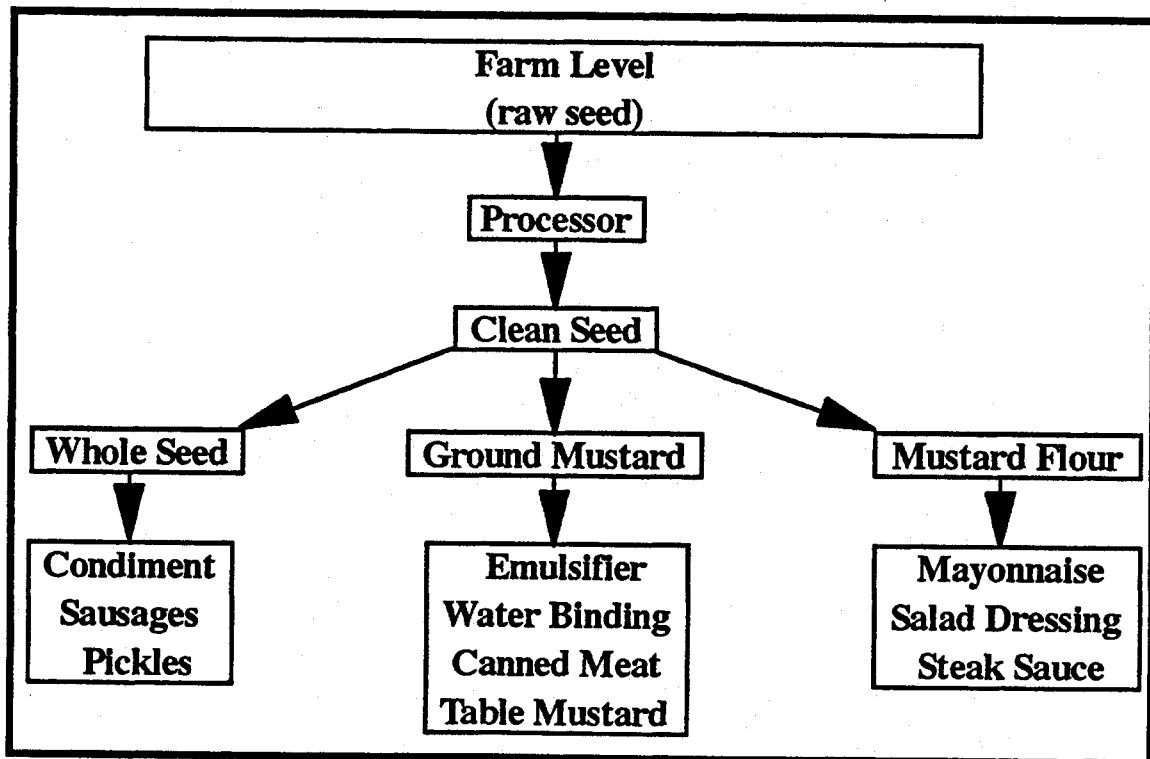 Farm Level
(raw seed)
Processor
Clean Seed
Whole Seed
Ground Mustard
Mustard Flour
Condiment
Sausages
Pickles
Emulsifier
Water Binding
Canned Meat
Table Mustard
Mayonnaise
Salad Dressing
Steak Sauce